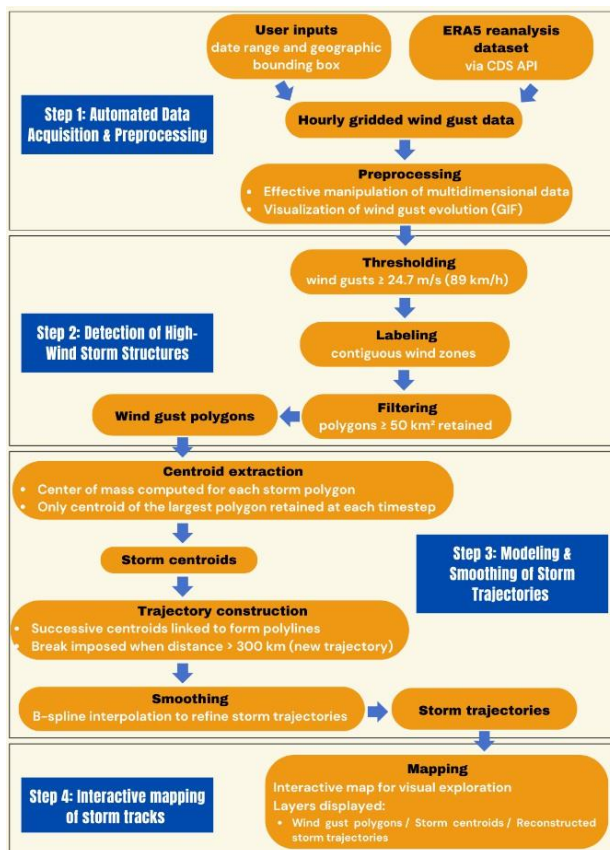 User inputs
date range and geographic
bounding box
ERA5 reanalysis
dataset
via CDS API
Step 1: Automated Data
Acquisition & Preprocessing
Hourly gridded wind gust data
Preprocessing
• Effective manipulation of multidimensional data
• Visualization of wind gust evolution (GIF)
Thresholding
wind gusts ≥ 24.7 m/s (89 km/h)
Step 2: Detection of High-
Wind Storm Structures
Labeling
contiguous wind zones
Filtering
polygons ≥ 50 km² retained
Wind gust polygons
Centroid extraction
• Center of mass computed for each storm polygon
• Only centroid of the largest polygon retained at each timestep
Storm centroids
Step 3: Modeling &
Smoothing of Storm
Trajectories
Trajectory construction
• Successive centroids linked to form polylines
• Break imposed when distance > 300 km (new trajectory)
Smoothing
B-spline interpolation to refine storm trajectories
Storm trajectories
Step 4: Interactive mapping
of storm tracks
Mapping
Interactive map for visual exploration
Layers displayed:
• Wind gust polygons / Storm centroids / Reconstructed
storm trajectories